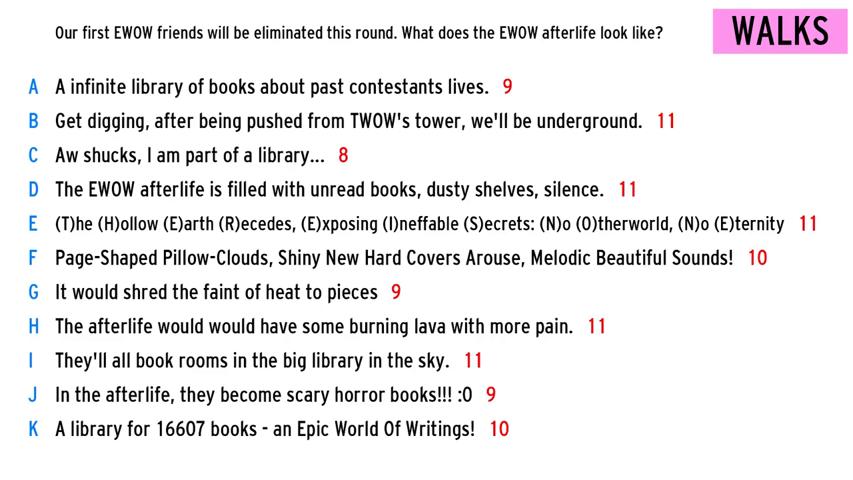 Our first EWOW friends will be eliminated this round. What does the EWOW afterlife look like?
WALKS
A A infinite library of books about past contestants lives. 9
B Get digging, after being pushed from TWOW's tower, we'll be underground. 11
C Aw shucks, I am part of a library... 8
D The EWOW afterlife is filled with unread books, dusty shelves, silence. 11
E (T)he (H)ollow (E)arth (R)ecedes, (E)xposing (I)neffable (S)ecrets: (N)o (O)therworld, (N)o (E)ternity 11
F Page-Shaped Pillow-Clouds, Shiny New Hard Covers Arouse, Melodic Beautiful Sounds! 10
G It would shred the faint of heat to pieces 9
H The afterlife would would have some burning lava with more pain. 11
I They'll all book rooms in the big library in the sky. 11
J In the afterlife, they become scary horror books!!! :0 9
K A library for 16607 books - an Epic World Of Writings! 10